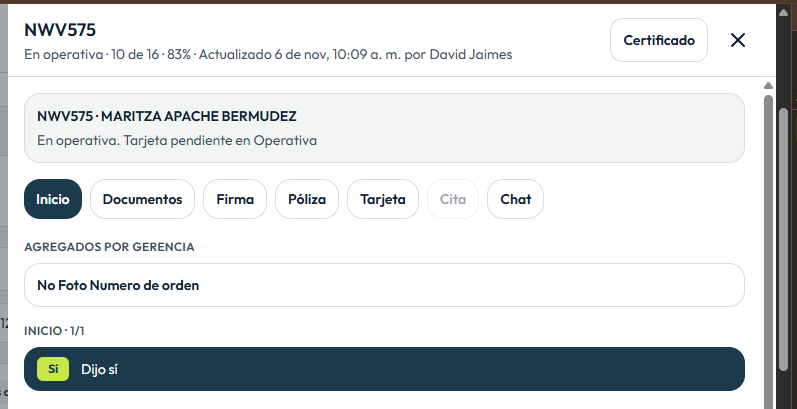 NWV575
En operativa · 10 de 16 · 83% · Actualizado 6 de nov, 10:09 a. m. por David Jaimes
Certificado
NWV575 · MARITZA APACHE BERMUDEZ
En operativa. Tarjeta pendiente en Operativa
Inicio Documentos Firma Póliza Tarjeta Cita Chat
AGREGADOS POR GERENCIA
No Foto Numero de orden
INICIO · 1/1
Sí Dijo sí